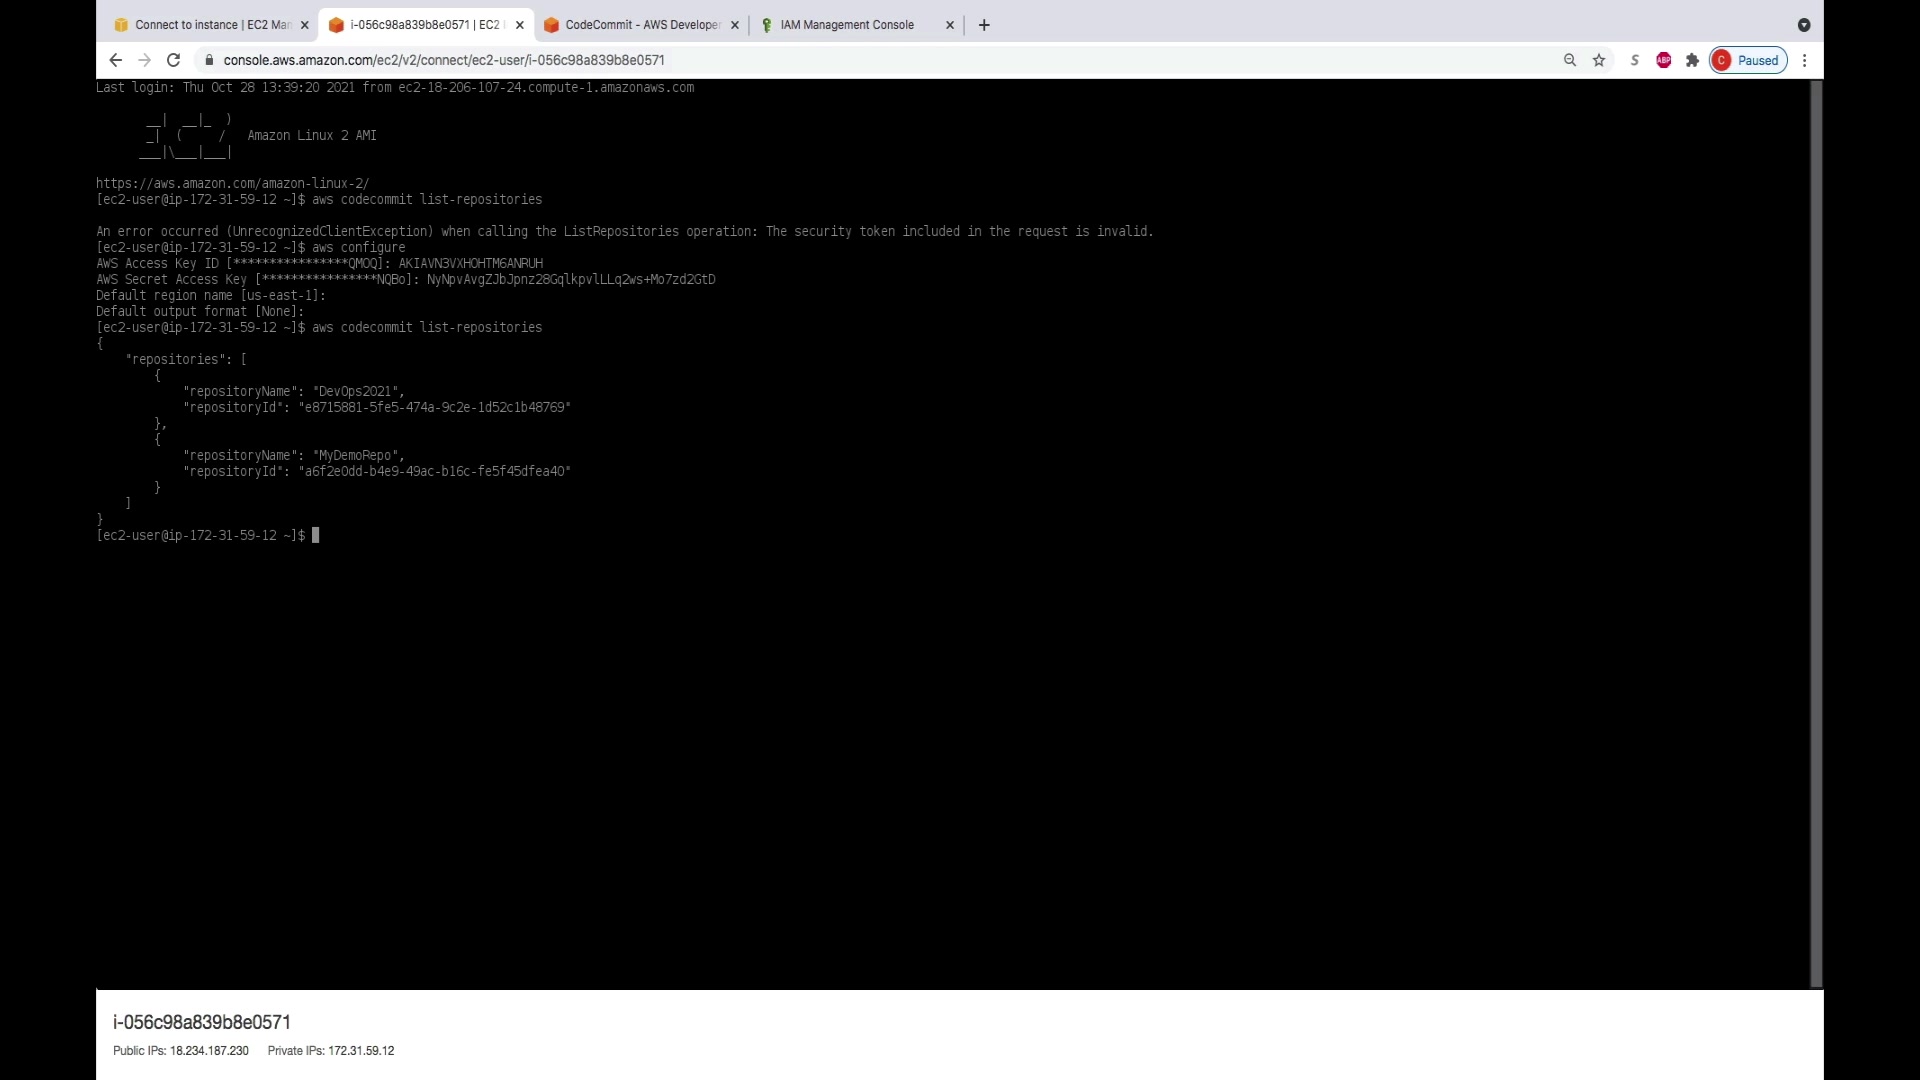 Connect to instance | EC2 Man
i-056c98a839b8e0571 | EC2 I
CodeCommit - AWS Developer
IAM Management Console
console.aws.amazon.com/ec2/v2/connect/ec2-user/i-056c98a839b8e0571
S
ABP
C
Paused
Last login: Thu Oct 28 13:39:20 2021 from ec2-18-206-107-24.compute-1.amazonaws.com
__| __|_ )
_| ( / Amazon Linux 2 AMI
___|\___|___|
https://aws.amazon.com/amazon-linux-2/
[ec2-user@ip-172-31-59-12 ~]$ aws codecommit list-repositories
An error occurred (UnrecognizedClientException) when calling the ListRepositories operation: The security token included in the request is invalid.
[ec2-user@ip-172-31-59-12 ~]$ aws configure
AWS Access Key ID [****************QMOQ]:
AWS Secret Access Key [****************NQBo]:
Default region name [us-east-1]:
Default output format [None]:
[ec2-user@ip-172-31-59-12 ~]$ aws codecommit list-repositories
{
"repositories": [
{
"repositoryName": "DevOps2021",
"repositoryId": "e8715881-5fe5-474a-9c2e-1d52c1b48769"
},
{
"repositoryName": "MyDemoRepo",
"repositoryId": "a6f2e0dd-b4e9-49ac-b16c-fe5f45dfea40"
}
]
}
[ec2-user@ip-172-31-59-12 ~]$
i-056c98a839b8e0571
Public IPs: 18.234.187.230 Private IPs: 172.31.59.12